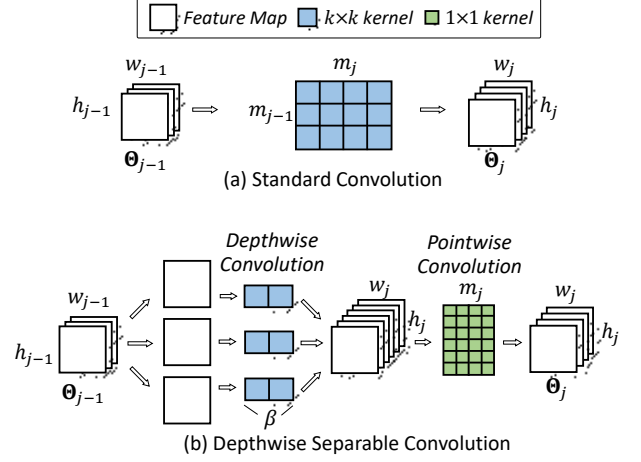 Feature Map k×k kernel 1×1 kernel
w_{j−1} m_j w_j
h_{j−1} m_{j−1} h_j
Θ_{j−1} Θ_j
(a) Standard Convolution
Depthwise Convolution
Pointwise Convolution
w_{j−1} w_j m_j w_j
h_{j−1} h_j h_j
Θ_{j−1} β Θ_j
(b) Depthwise Separable Convolution